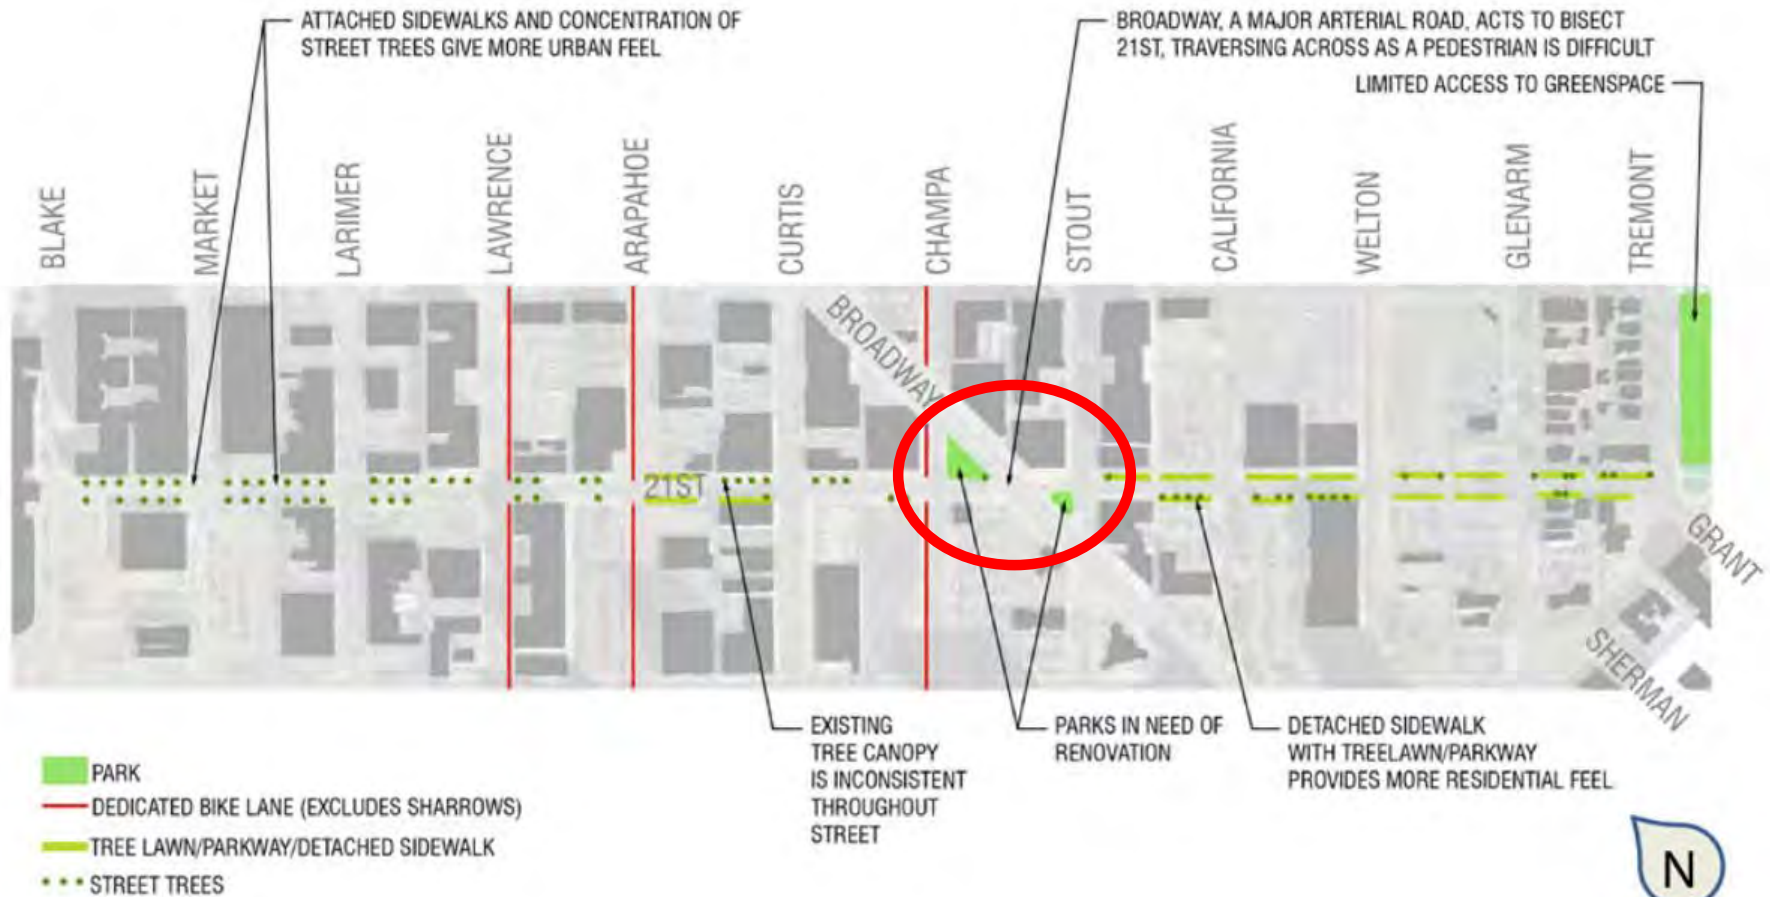 ATTACHED SIDEWALKS AND CONCENTRATION OF
STREET TREES GIVE MORE URBAN FEEL
BROADWAY, A MAJOR ARTERIAL ROAD, ACTS TO BISECT
21ST, TRAVERSING ACROSS AS A PEDESTRIAN IS DIFFICULT
LIMITED ACCESS TO GREENSPACE
BLAKE
MARKET
LARIMER
LAWRENCE
ARAPAHOE
CURTIS
CHAMPA
STOUT
CALIFORNIA
WELTON
GLENARM
TREMONT
BROADWAY
21ST
GRANT
SHERMAN
EXISTING
TREE CANOPY
IS INCONSISTENT
THROUGHOUT
STREET
PARKS IN NEED OF
RENOVATION
DETACHED SIDEWALK
WITH TREELAWN/PARKWAY
PROVIDES MORE RESIDENTIAL FEEL
PARK
DEDICATED BIKE LANE (EXCLUDES SHARROWS)
TREE LAWN/PARKWAY/DETACHED SIDEWALK
STREET TREES
N